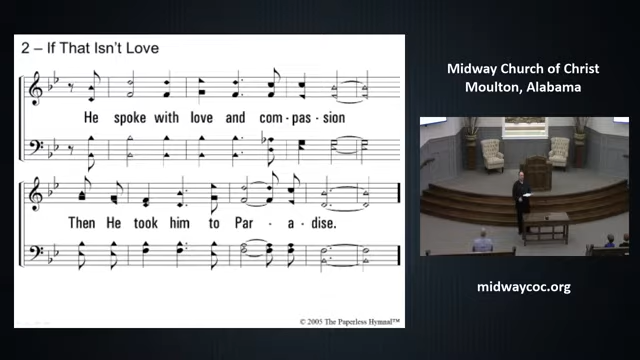 2 – If That Isn't Love
He spoke with love and com - pas - sion
Then He took him to Par - a - dise.
© 2005 The Paperless Hymnal™
Midway Church of Christ
Moulton, Alabama
midwaycoc.org